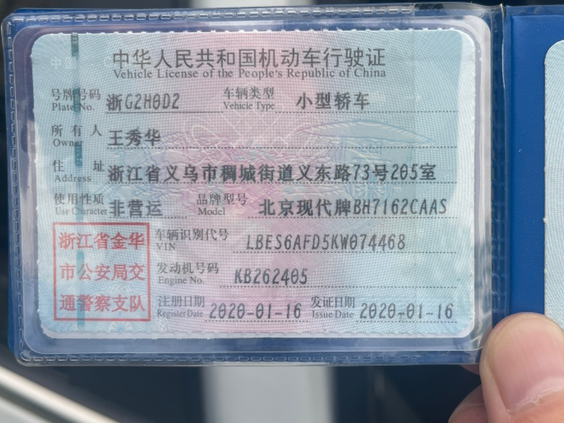 中华人民共和国机动车行驶证
Vehicle License of the People's Republic of China
号牌号码 浙G2H0D2 车辆类型 小型轿车
Plate No. Vehicle Type
所有人 王秀华
Owner
住址 浙江省义乌市稠城街道义东路73号205室
Address
使用性质 非营运 品牌型号 北京现代牌BH7162CAAS
Use Character Model
浙江省金华
市公安局交
通警察支队
车辆识别代号 LBES6AFD5KW074468
VIN
发动机号码 KB262405
Engine No.
注册日期 2020-01-16 发证日期 2020-01-16
Register Date Issue Date